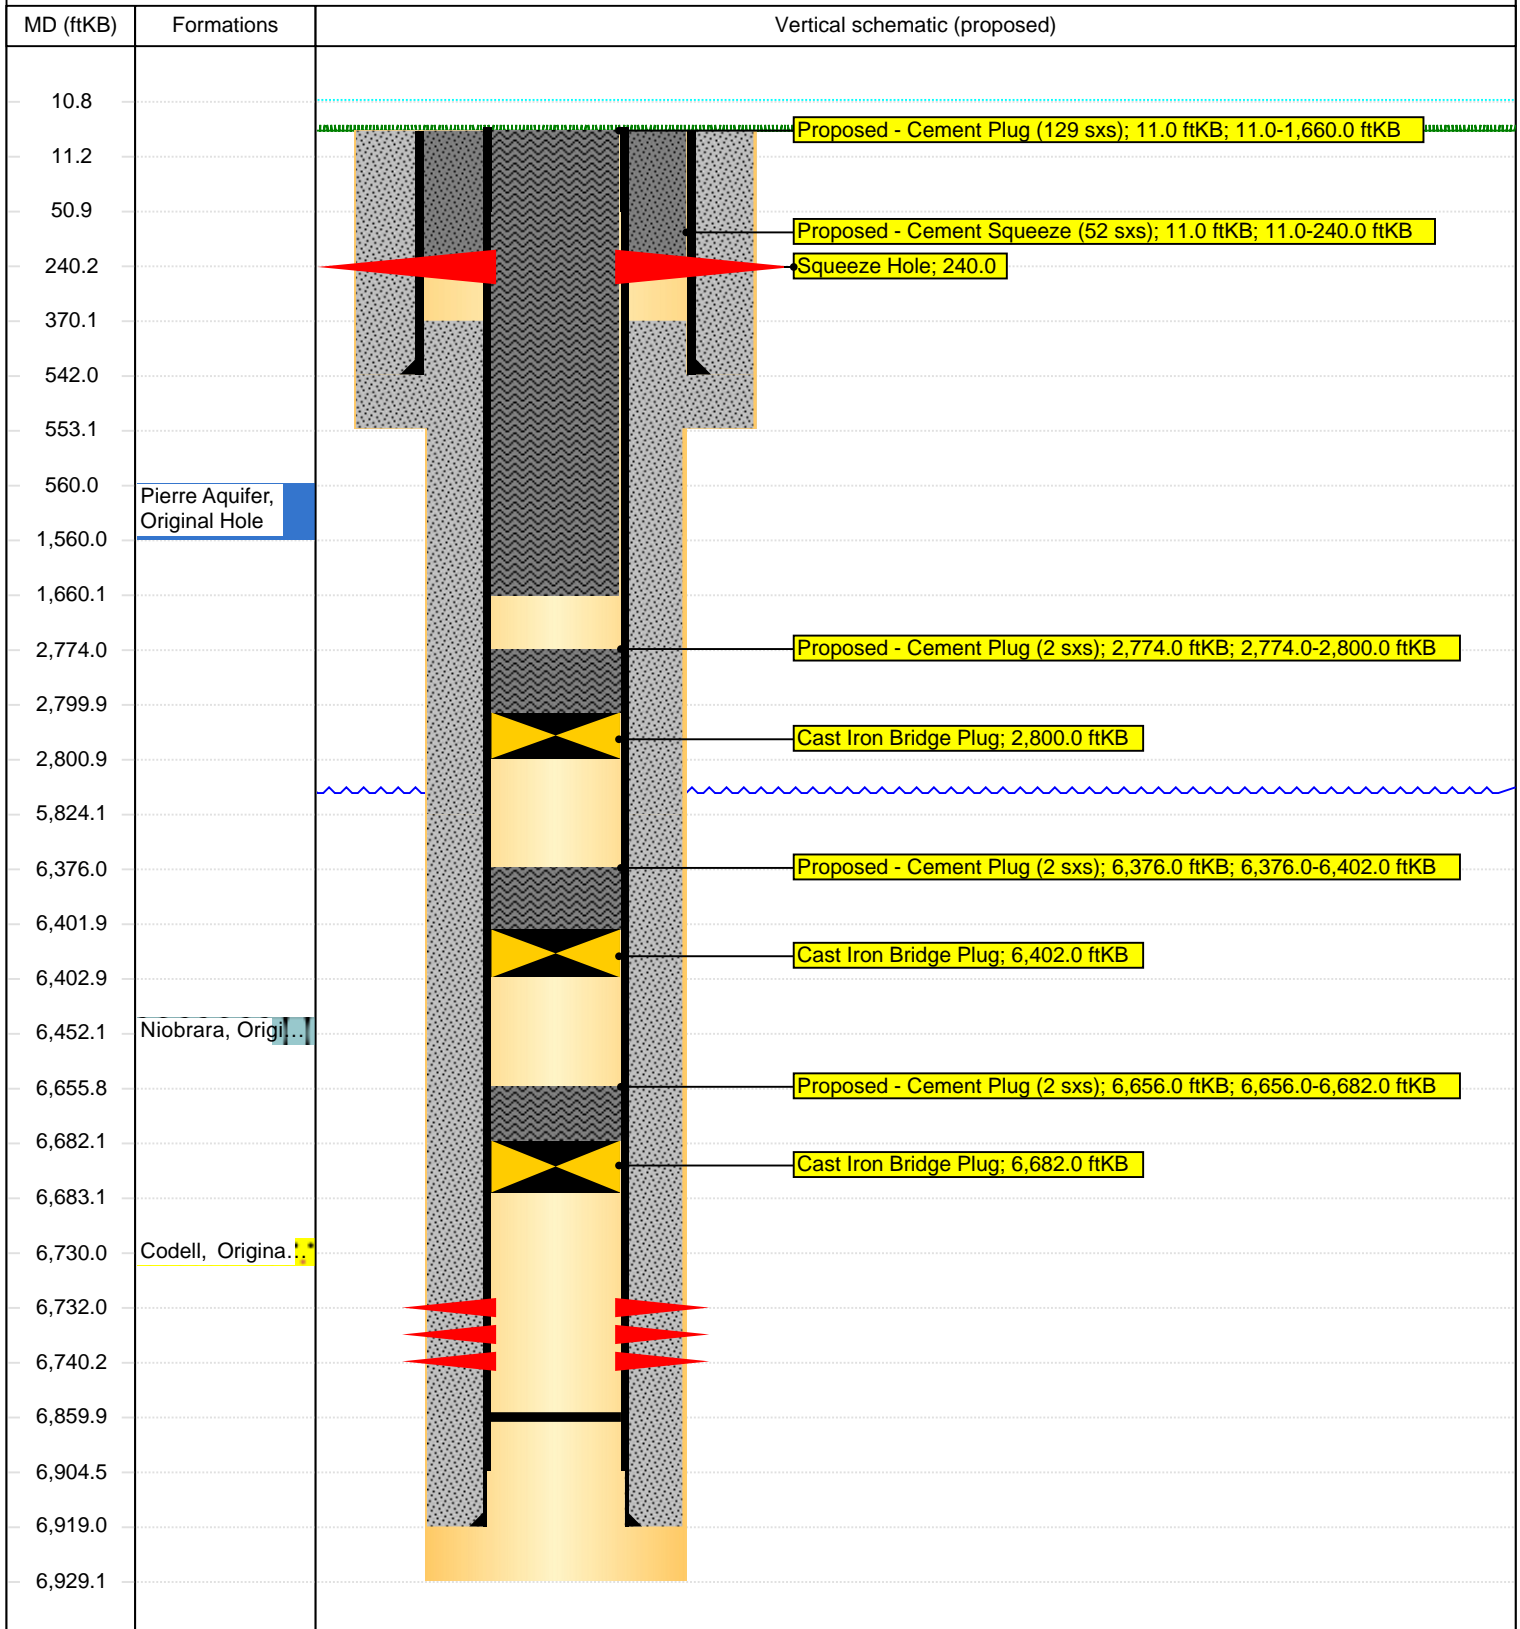 MD (ftKB) Formations Vertical schematic (proposed)
10.8
Proposed - Cement Plug (129 sxs); 11.0 ftKB; 11.0-1,660.0 ftKB
11.2
50.9
Proposed - Cement Squeeze (52 sxs); 11.0 ftKB; 11.0-240.0 ftKB
240.2 Squeeze Hole; 240.0
370.1
542.0
553.1
560.0
Pierre Aquifer,
Original Hole
1,560.0
1,660.1
2,774.0 Proposed - Cement Plug (2 sxs); 2,774.0 ftKB; 2,774.0-2,800.0 ftKB
2,799.9
Cast Iron Bridge Plug; 2,800.0 ftKB
2,800.9
5,824.1
6,376.0 Proposed - Cement Plug (2 sxs); 6,376.0 ftKB; 6,376.0-6,402.0 ftKB
6,401.9
Cast Iron Bridge Plug; 6,402.0 ftKB
6,402.9
6,452.1 Niobrara, Origi...
6,655.8 Proposed - Cement Plug (2 sxs); 6,656.0 ftKB; 6,656.0-6,682.0 ftKB
6,682.1
Cast Iron Bridge Plug; 6,682.0 ftKB
6,683.1
6,730.0 Codell, Origina...
6,732.0
6,740.2
6,859.9
6,904.5
6,919.0
6,929.1